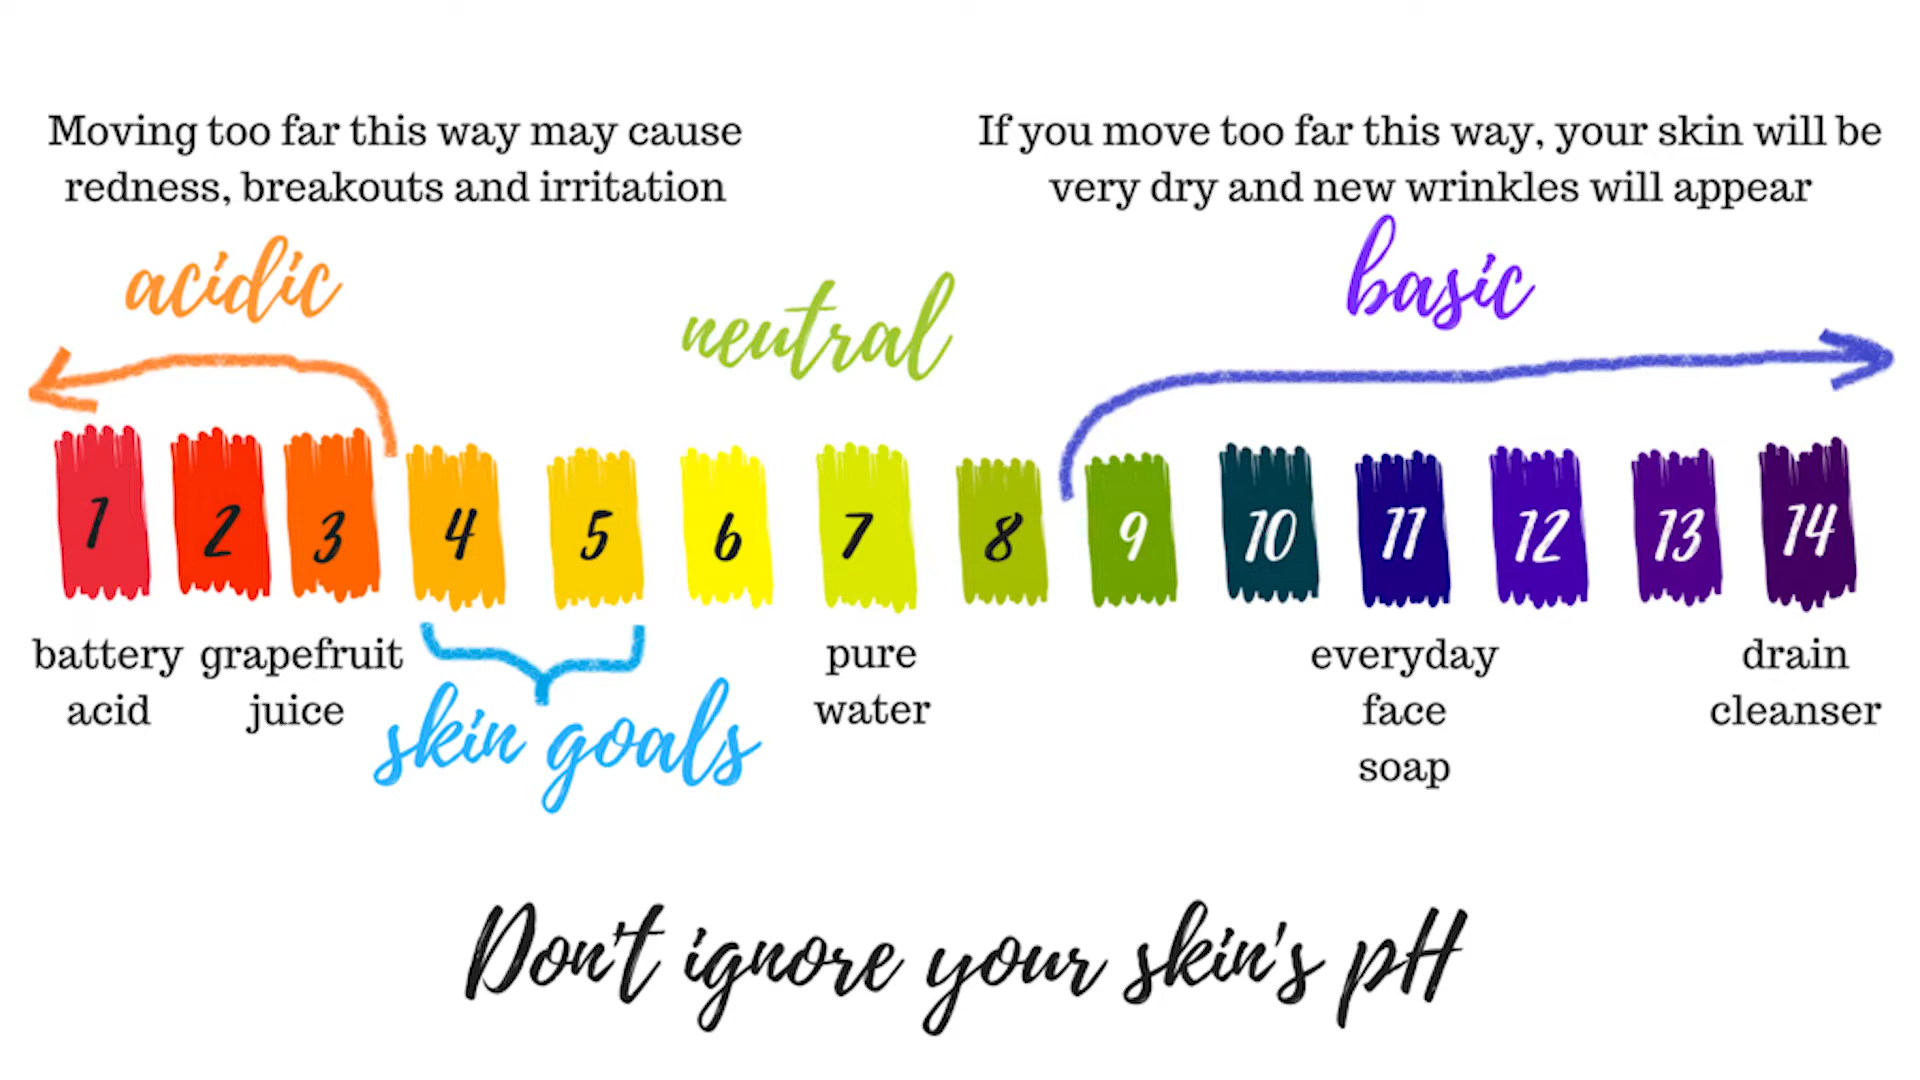 Moving too far this way may cause
redness, breakouts and irritation
If you move too far this way, your skin will be
very dry and new wrinkles will appear
acidic
neutral
basic
1 2 3 4 5 6 7 8 9 10 11 12 13 14
battery
acid
grapefruit
juice
skin goals
pure
water
everyday
face
soap
drain
cleanser
Don't ignore your skin's pH